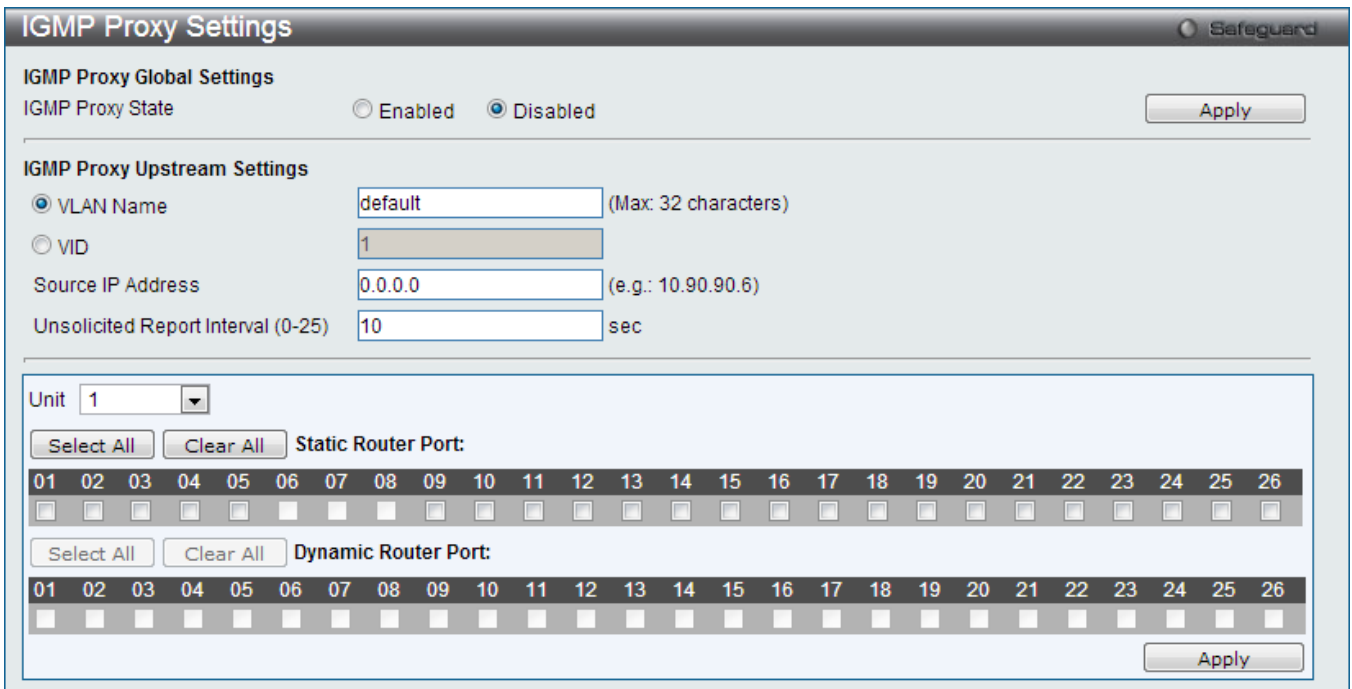 IGMP Proxy Settings Safeguard
IGMP Proxy Global Settings
IGMP Proxy State Enabled Disabled Apply
IGMP Proxy Upstream Settings
VLAN Name default (Max: 32 characters)
VID 1
Source IP Address 0.0.0.0 (e.g.: 10.90.90.6)
Unsolicited Report Interval (0-25) 10 sec
Unit 1
Select All Clear All Static Router Port:
01 02 03 04 05 06 07 08 09 10 11 12 13 14 15 16 17 18 19 20 21 22 23 24 25 26
Select All Clear All Dynamic Router Port:
01 02 03 04 05 06 07 08 09 10 11 12 13 14 15 16 17 18 19 20 21 22 23 24 25 26
Apply